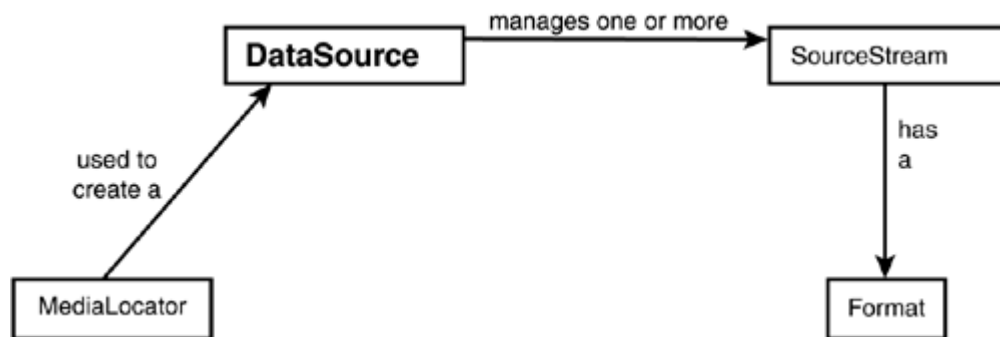 manages one or more
DataSource
SourceStream
has
a
used to
create a
MediaLocator
Format